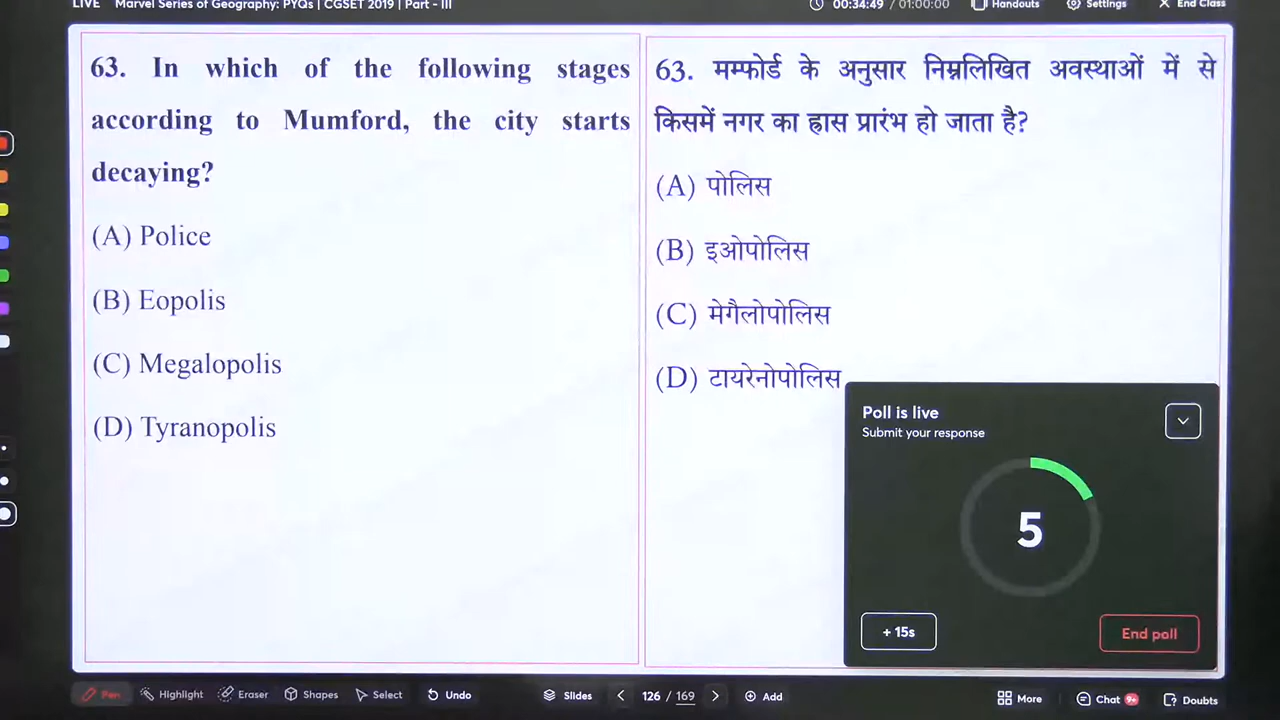 LIVE Marvel Series of Geography: PYQs | CGSET 2019 | Part - III
00:34:49 / 01:00:00 Handouts Settings End Class
63. In which of the following stages
according to Mumford, the city starts
decaying?
(A) Police
(B) Eopolis
(C) Megalopolis
(D) Tyranopolis
63. मम्फोर्ड के अनुसार निम्नलिखित अवस्थाओं में से
किसमें नगर का ह्रास प्रारंभ हो जाता है?
(A) पोलिस
(B) इओपोलिस
(C) मेगैलोपोलिस
(D) टायरेनोपोलिस
Poll is live
Submit your response
5
+ 15s End poll
Pen Highlight Eraser Shapes Select Undo Slides 126 / 169 Add More Chat 9+ Doubts